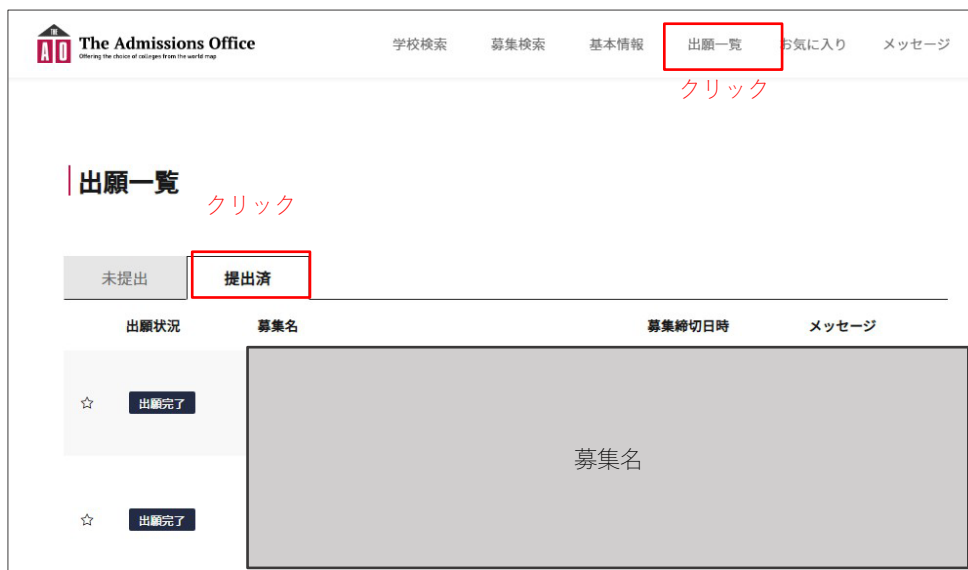 THE
AO The Admissions Office
Offering the choice of colleges from the world map
学校検索 募集検索 基本情報 出願一覧 お気に入り メッセージ
クリック
出願一覧
クリック
未提出 提出済
出願状況 募集名 募集締切日時 メッセージ
☆ 出願完了
募集名
☆ 出願完了